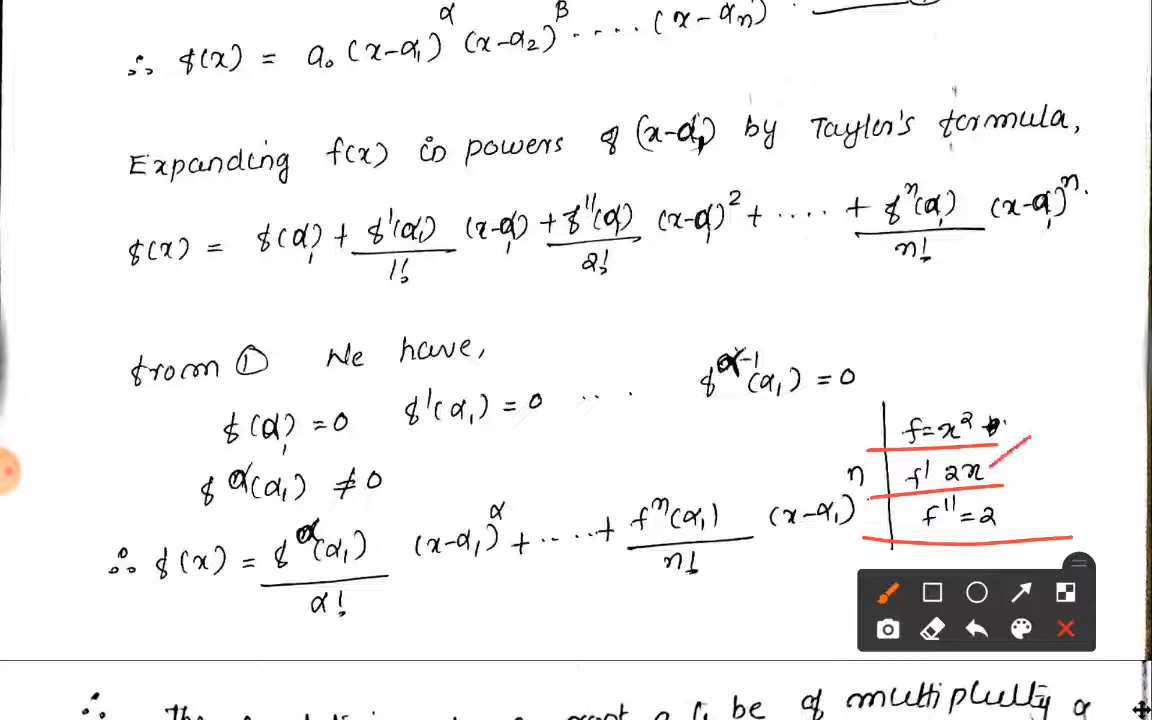 ∴ f(x) = a₀ (x-α₁)^α (x-α₂)^β ..... (x-αn)
Expanding f(x) in powers of (x-α₁) by Taylor's formula,
f(x) = f(α₁) + f'(α₁)/1! (x-α₁) + f''(α₁)/2! (x-α₁)² + .... + fⁿ(α₁)/n! (x-α₁)ⁿ.
from ① We have,
f(α₁) = 0 f'(α₁) = 0 .... f^(α-1)(α₁) = 0
f^α(α₁) ≠ 0
∴ f(x) = f^α(α₁)/α! (x-α₁)^α + ..... + fⁿ(α₁)/n! (x-α₁)ⁿ
f = x²
f' 2x
f'' = 2
∴ The be of multiplicity α